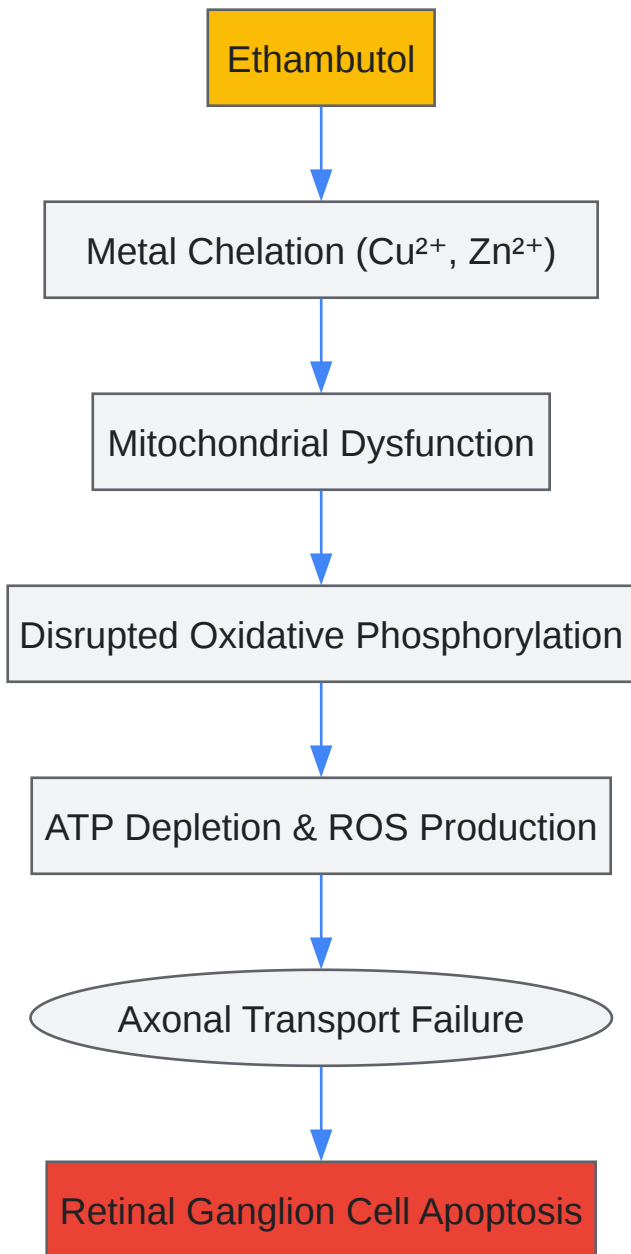 Ethambutol
Metal Chelation (Cu²⁺, Zn²⁺)
Mitochondrial Dysfunction
Disrupted Oxidative Phosphorylation
ATP Depletion & ROS Production
Axonal Transport Failure
Retinal Ganglion Cell Apoptosis